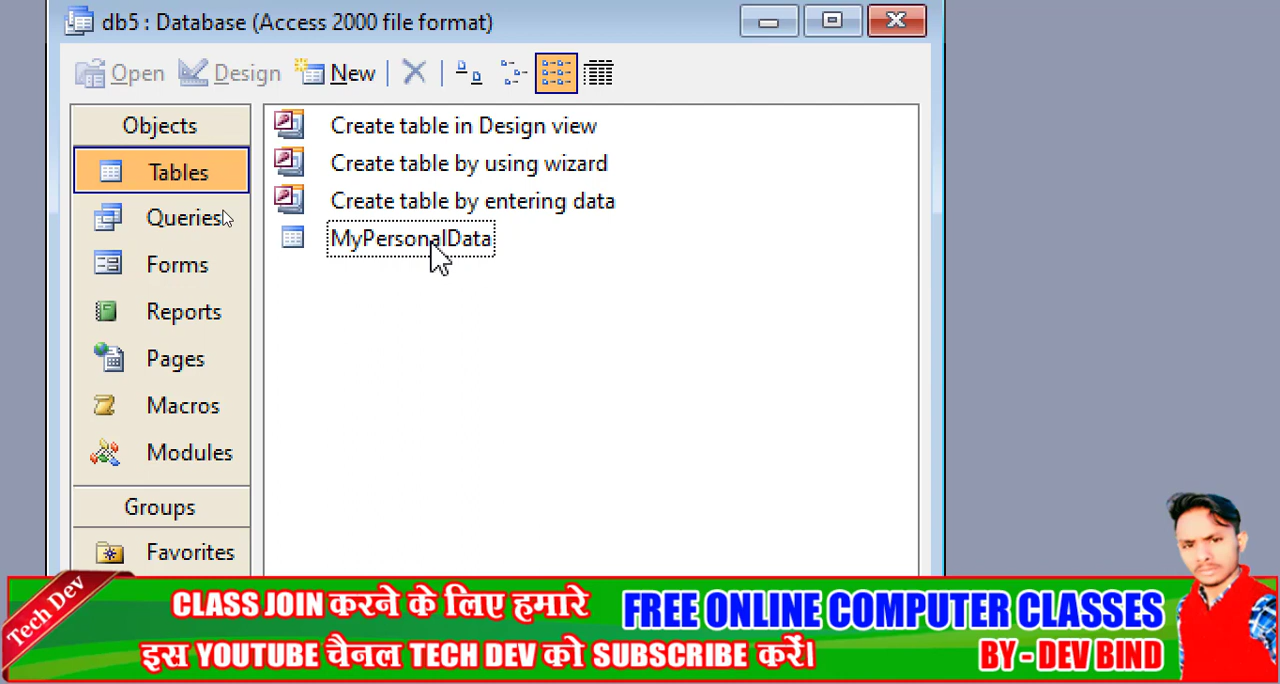 db5 : Database (Access 2000 file format)
Open Design New
Objects
Tables
Queries
Forms
Reports
Pages
Macros
Modules
Groups
Favorites
Create table in Design view
Create table by using wizard
Create table by entering data
MyPersonalData
Tech Dev
CLASS JOIN करने के लिए हमारे
इस YOUTUBE चैनल TECH DEV को SUBSCRIBE करें।
FREE ONLINE COMPUTER CLASSES
BY - DEV BIND